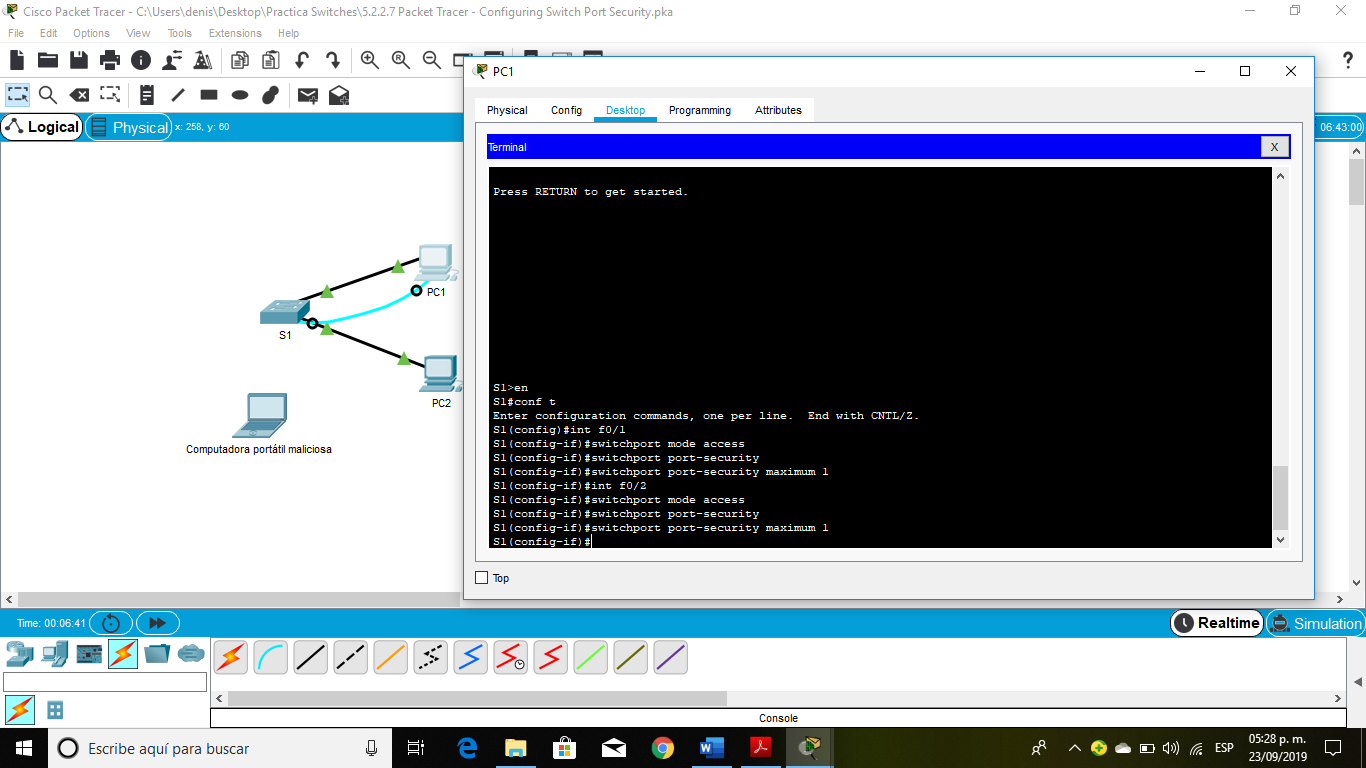 Cisco Packet Tracer - C:\Users\denis\Desktop\Practica Switches\5.2.2.7 Packet Tracer - Configuring Switch Port Security.pka
File Edit Options View Tools Extensions Help
Logical Physical x: 258, y: 60
06:43:00
PC1
Physical Config Desktop Programming Attributes
Terminal X
Press RETURN to get started.
S1>en
S1#conf t
Enter configuration commands, one per line.  End with CNTL/Z.
S1(config)#int f0/1
S1(config-if)#switchport mode access
S1(config-if)#switchport port-security
S1(config-if)#switchport port-security maximum 1
S1(config-if)#int f0/2
S1(config-if)#switchport mode access
S1(config-if)#switchport port-security
S1(config-if)#switchport port-security maximum 1
S1(config-if)#
Top
PC1
S1
PC2
Computadora portátil maliciosa
Time: 00:06:41
Realtime Simulation
Console
Escribe aquí para buscar
ESP
05:28 p. m.
23/09/2019